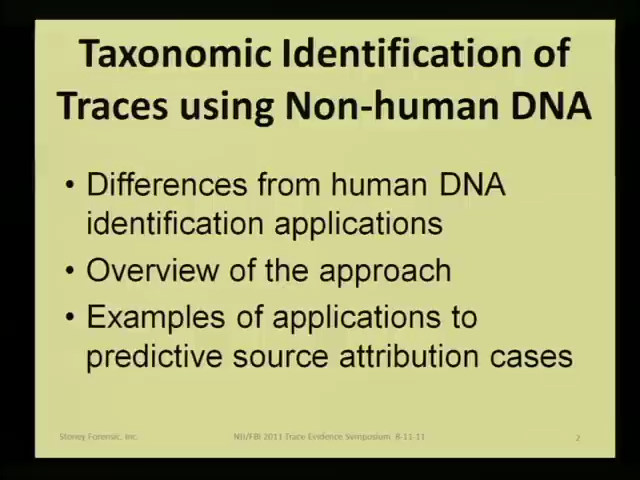 Taxonomic Identification of
Traces using Non-human DNA
• Differences from human DNA
identification applications
• Overview of the approach
• Examples of applications to
predictive source attribution cases
Stoney Forensic, Inc.
NIJ/FBI 2011 Trace Evidence Symposium 8-11-11
2